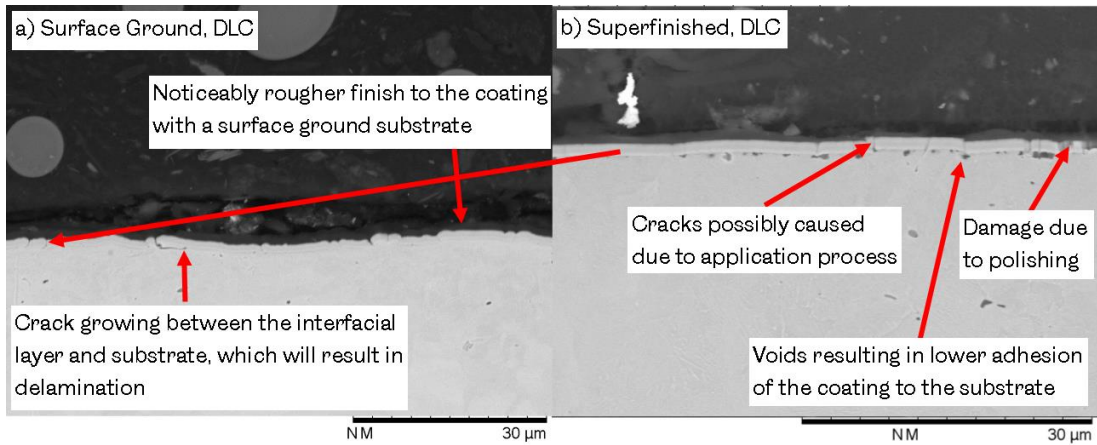 a) Surface Ground, DLC
Noticeably rougher finish to the coating
with a surface ground substrate
Crack growing between the interfacial
layer and substrate, which will result in
delamination
NM 30 µm
b) Superfinished, DLC
Cracks possibly caused
due to application process
Damage due
to polishing
Voids resulting in lower adhesion
of the coating to the substrate
NM 30 µm